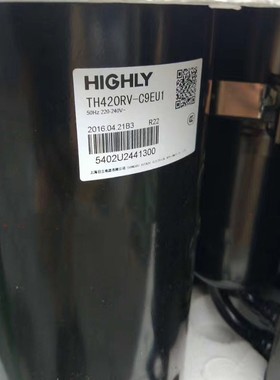 HIGHLY
TH420RV-C9EU1
50Hz 220-240V~
2016.04.21B3 R22
5402U2441300